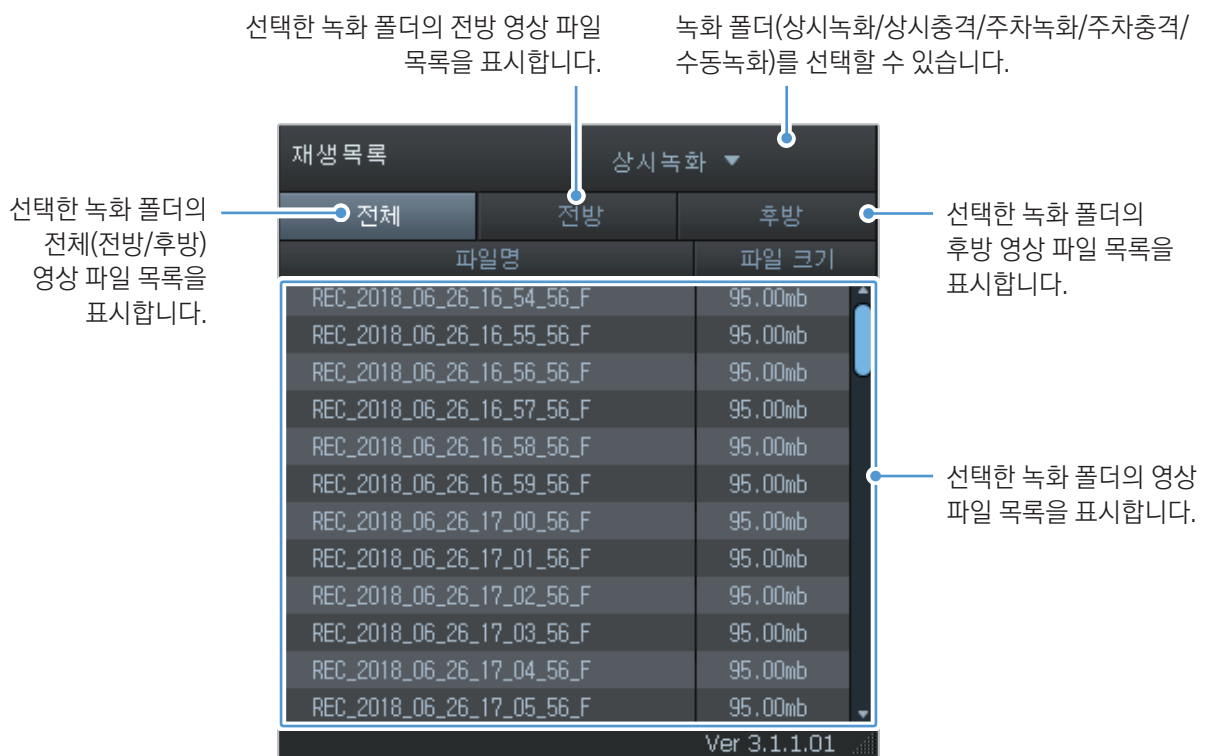 선택한 녹화 폴더의 전방 영상 파일
목록을 표시합니다.
녹화 폴더(상시녹화/상시충격/주차녹화/주차충격/
수동녹화)를 선택할 수 있습니다.
재생목록
상시녹화 ▼
선택한 녹화 폴더의
전체(전방/후방)
영상 파일 목록을
표시합니다.
전체
전방
후방
선택한 녹화 폴더의
후방 영상 파일 목록을
표시합니다.
파일명
파일 크기
REC_2018_06_26_16_54_56_F 95.00mb
REC_2018_06_26_16_55_56_F 95.00mb
REC_2018_06_26_16_56_56_F 95.00mb
REC_2018_06_26_16_57_56_F 95.00mb
REC_2018_06_26_16_58_56_F 95.00mb
REC_2018_06_26_16_59_56_F 95.00mb
REC_2018_06_26_17_00_56_F 95.00mb
REC_2018_06_26_17_01_56_F 95.00mb
REC_2018_06_26_17_02_56_F 95.00mb
REC_2018_06_26_17_03_56_F 95.00mb
REC_2018_06_26_17_04_56_F 95.00mb
REC_2018_06_26_17_05_56_F 95.00mb
선택한 녹화 폴더의 영상
파일 목록을 표시합니다.
Ver 3.1.1.01